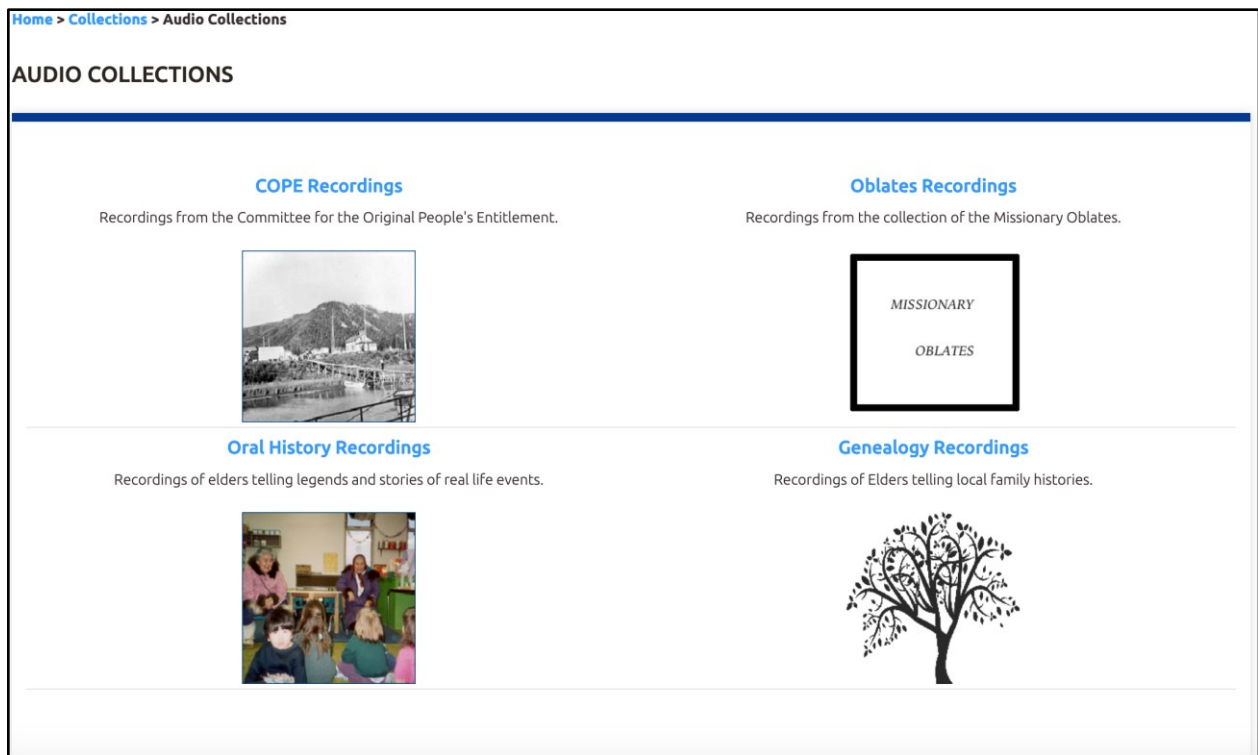 Home > Collections > Audio Collections
AUDIO COLLECTIONS
COPE Recordings
Recordings from the Committee for the Original People's Entitlement.
Oblates Recordings
Recordings from the collection of the Missionary Oblates.
MISSIONARY
OBLATES
Oral History Recordings
Recordings of elders telling legends and stories of real life events.
Genealogy Recordings
Recordings of Elders telling local family histories.